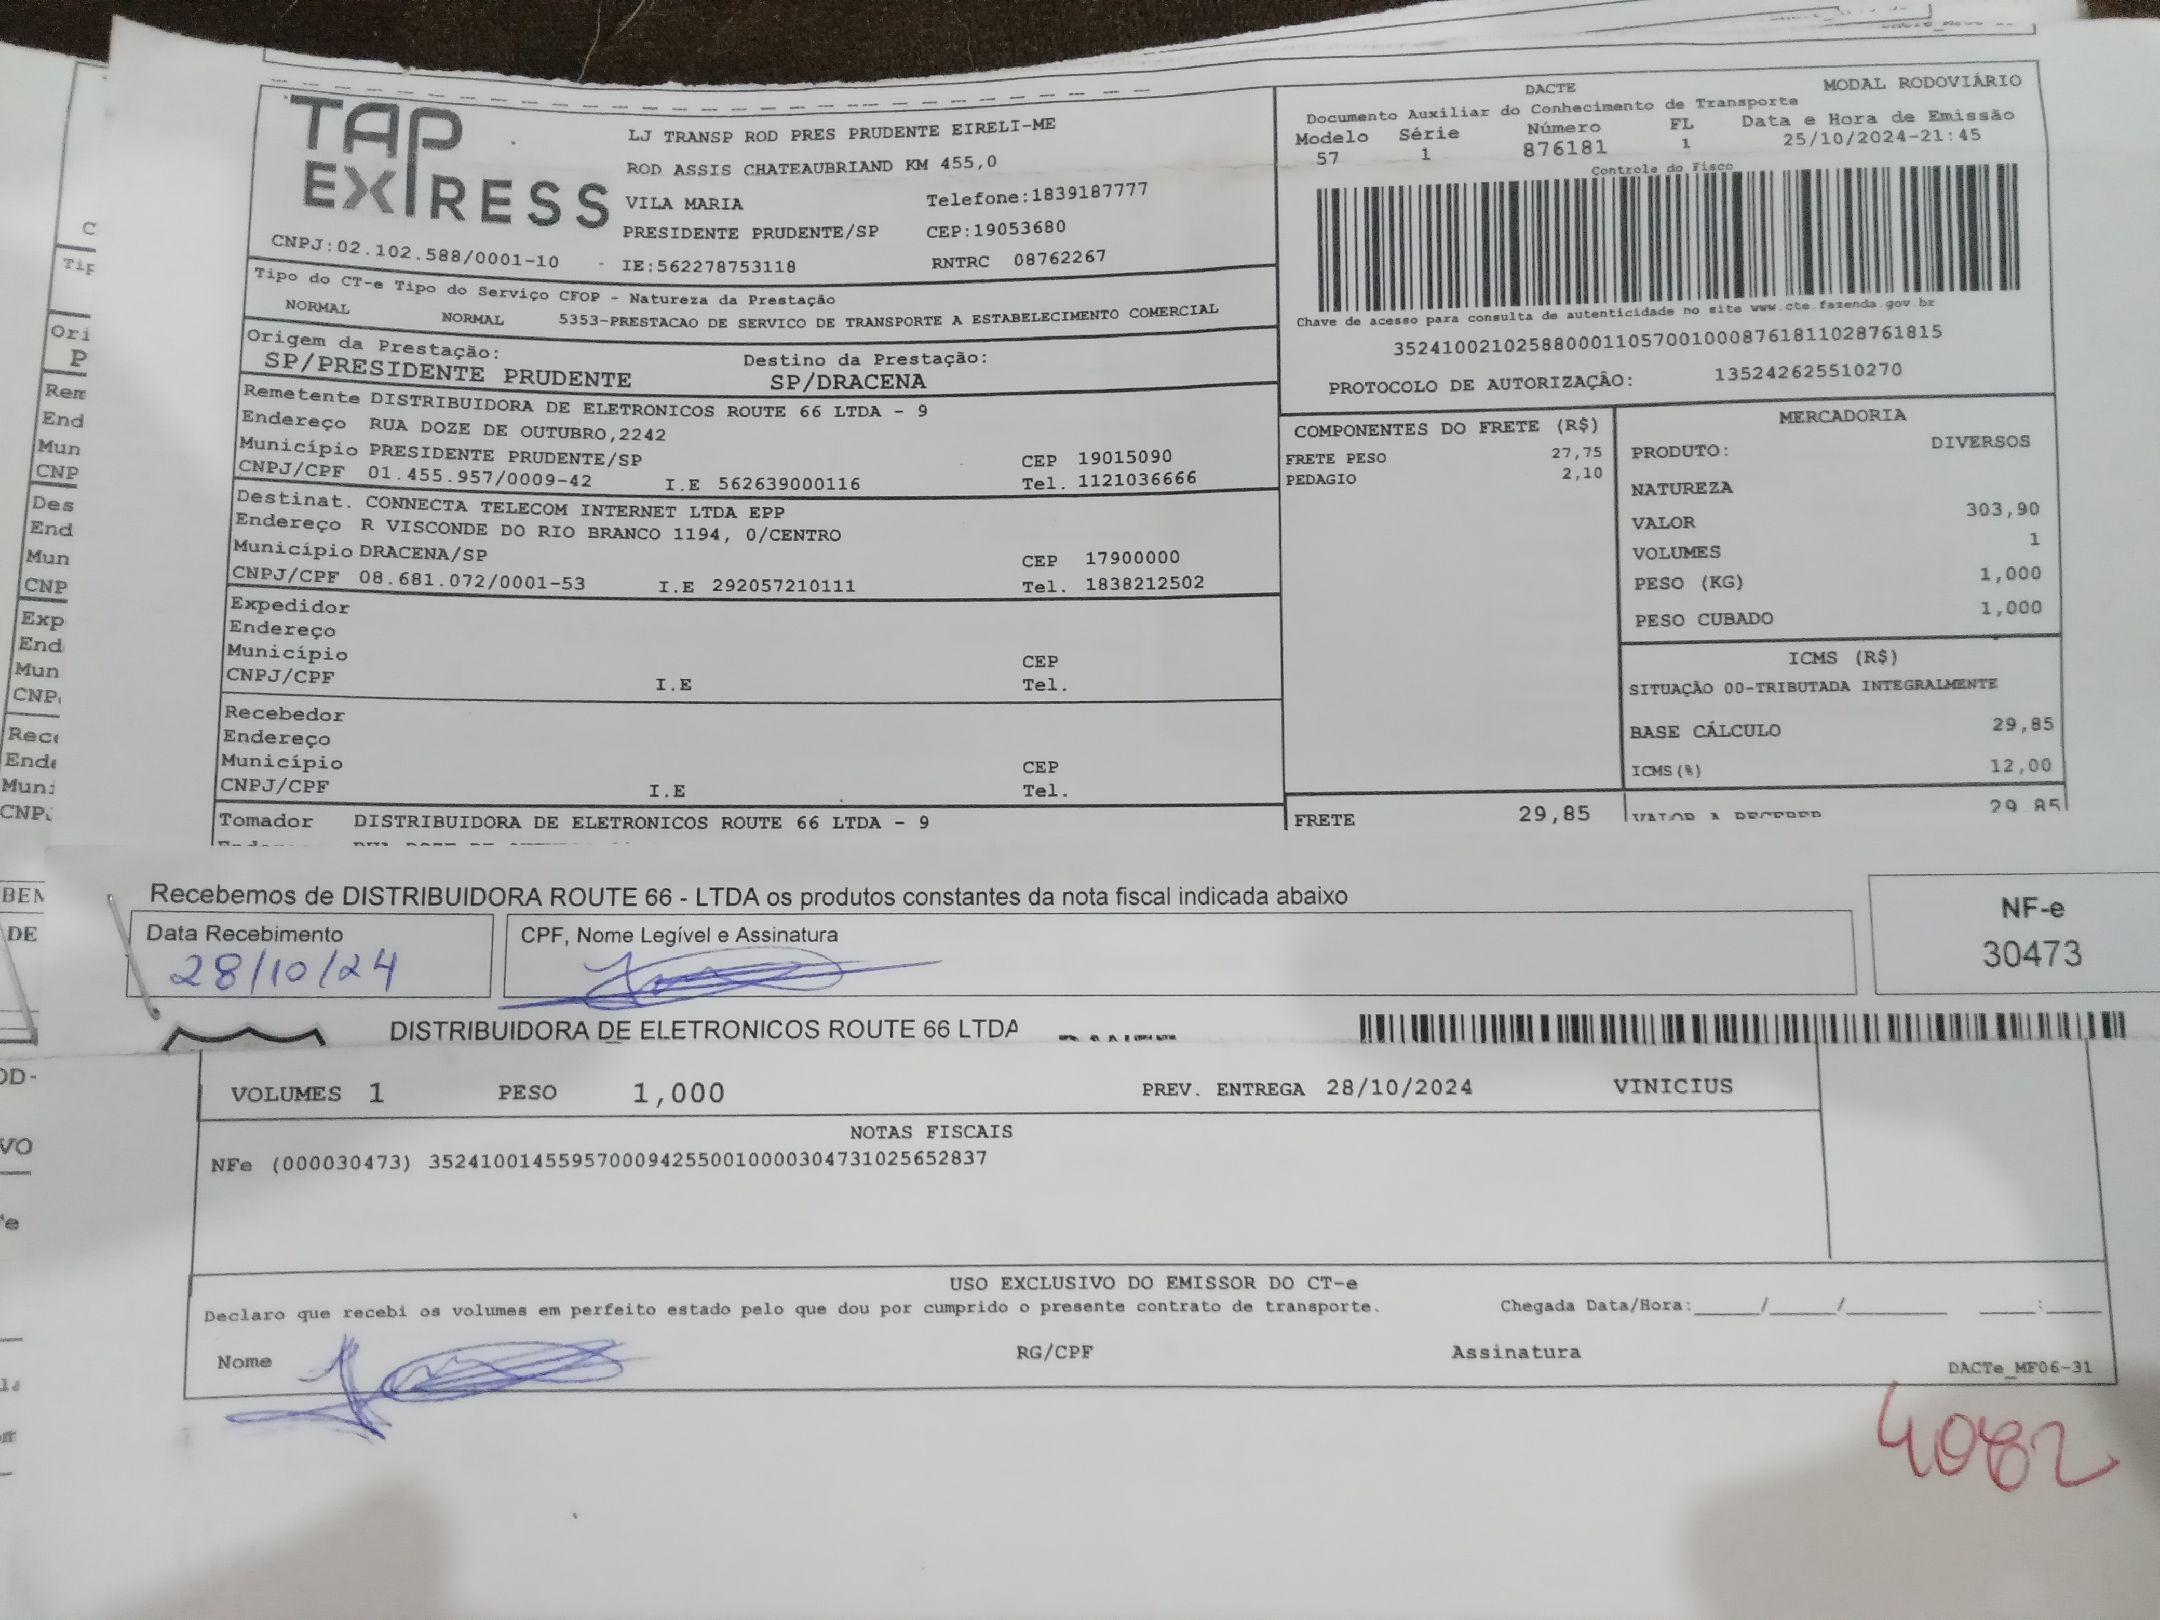 TAP EXPRESS
LJ TRANSP ROD PRES PRUDENTE EIRELI-ME
ROD ASSIS CHATEAUBRIAND KM 455,0
VILA MARIA Telefone:1839187777
PRESIDENTE PRUDENTE/SP CEP:19053680
CNPJ:02.102.588/0001-10 - IE:562278753118 RNTRC 08762267
DACTE MODAL RODOVIÁRIO
Documento Auxiliar do Conhecimento de Transporte
Modelo Série Número FL Data e Hora de Emissão
57 1 876181 1 25/10/2024-21:45
Controle do Fisco
Chave de acesso para consulta de autenticidade no site www.cte.fazenda.gov.br
35241002102588000110570010008761811028761815
PROTOCOLO DE AUTORIZAÇÃO: 135242625510270
Tipo do CT-e Tipo do Serviço CFOP - Natureza da Prestação
NORMAL NORMAL 5353-PRESTACAO DE SERVICO DE TRANSPORTE A ESTABELECIMENTO COMERCIAL
Origem da Prestação: Destino da Prestação:
SP/PRESIDENTE PRUDENTE SP/DRACENA
Remetente DISTRIBUIDORA DE ELETRONICOS ROUTE 66 LTDA - 9
Endereço RUA DOZE DE OUTUBRO,2242
Município PRESIDENTE PRUDENTE/SP CEP 19015090
CNPJ/CPF 01.455.957/0009-42 I.E 562639000116 Tel. 1121036666
Destinat. CONNECTA TELECOM INTERNET LTDA EPP
Endereço R VISCONDE DO RIO BRANCO 1194, 0/CENTRO
Município DRACENA/SP CEP 17900000
CNPJ/CPF 08.681.072/0001-53 I.E 292057210111 Tel. 1838212502
Expedidor
Endereço
Município CEP
CNPJ/CPF I.E Tel.
Recebedor
Endereço
Município CEP
CNPJ/CPF I.E Tel.
Tomador DISTRIBUIDORA DE ELETRONICOS ROUTE 66 LTDA - 9
COMPONENTES DO FRETE (R$)
FRETE PESO 27,75
PEDAGIO 2,10
FRETE 29,85
MERCADORIA
PRODUTO: DIVERSOS
NATUREZA
VALOR 303,90
VOLUMES 1
PESO (KG) 1,000
PESO CUBADO 1,000
ICMS (R$)
SITUAÇÃO 00-TRIBUTADA INTEGRALMENTE
BASE CÁLCULO 29,85
ICMS(%) 12,00
VALOR A RECEBER 29,85
Recebemos de DISTRIBUIDORA ROUTE 66 - LTDA os produtos constantes da nota fiscal indicada abaixo
Data Recebimento CPF, Nome Legível e Assinatura
28/10/24
NF-e
30473
DISTRIBUIDORA DE ELETRONICOS ROUTE 66 LTDA
VOLUMES 1 PESO 1,000 PREV. ENTREGA 28/10/2024 VINICIUS
NOTAS FISCAIS
NFe (000030473) 35241001455957000942550010000304731025652837
USO EXCLUSIVO DO EMISSOR DO CT-e
Declaro que recebi os volumes em perfeito estado pelo que dou por cumprido o presente contrato de transporte. Chegada Data/Hora:____/____/______ ____:____
Nome RG/CPF Assinatura
DACTe_MF06-31
4082